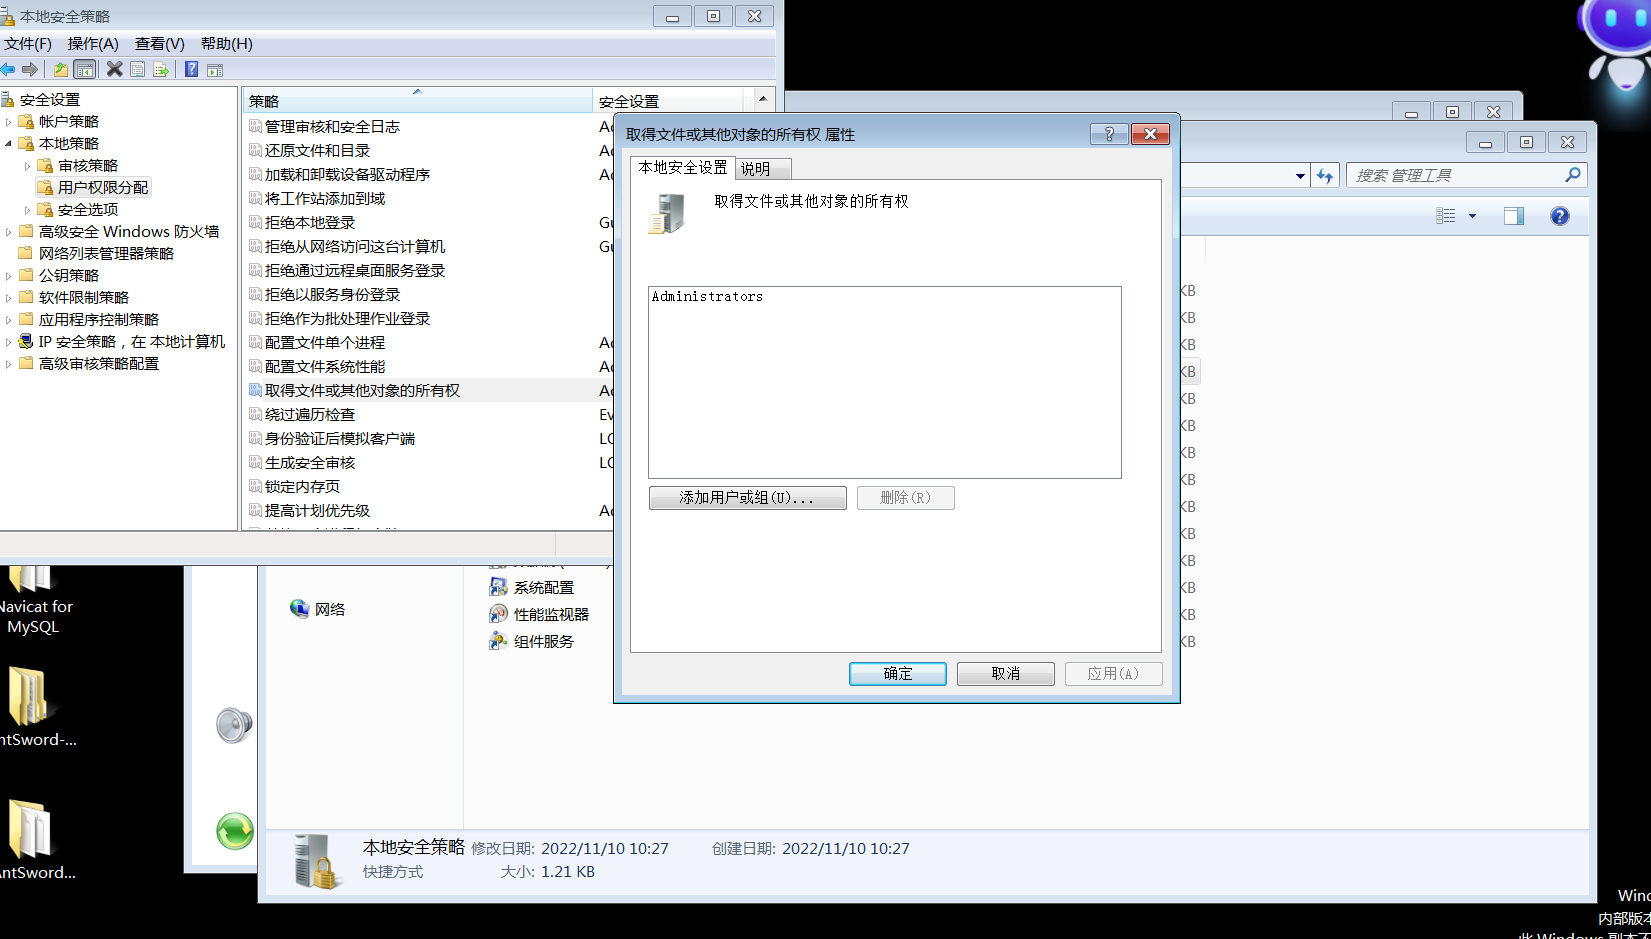 本地安全策略
文件(F) 操作(A) 查看(V) 帮助(H)
安全设置
帐户策略
本地策略
审核策略
用户权限分配
安全选项
高级安全 Windows 防火墙
网络列表管理器策略
公钥策略
软件限制策略
应用程序控制策略
IP 安全策略，在 本地计算机
高级审核策略配置
策略 安全设置
管理审核和安全日志
还原文件和目录
加载和卸载设备驱动程序
将工作站添加到域
拒绝本地登录
拒绝从网络访问这台计算机
拒绝通过远程桌面服务登录
拒绝以服务身份登录
拒绝作为批处理作业登录
配置文件单个进程
配置文件系统性能
取得文件或其他对象的所有权
绕过遍历检查
身份验证后模拟客户端
生成安全审核
锁定内存页
提高计划优先级
取得文件或其他对象的所有权 属性
本地安全设置 说明
取得文件或其他对象的所有权
Administrators
添加用户或组(U)... 删除(R)
确定 取消 应用(A)
搜索 管理工具
KB
KB
KB
KB
KB
KB
KB
KB
KB
KB
KB
KB
KB
KB
网络
系统配置
性能监视器
组件服务
Navicat for
MySQL
ntSword-...
AntSword...
本地安全策略 修改日期: 2022/11/10 10:27 创建日期: 2022/11/10 10:27
快捷方式 大小: 1.21 KB
Wind
内部版本
此 Windows 副本不